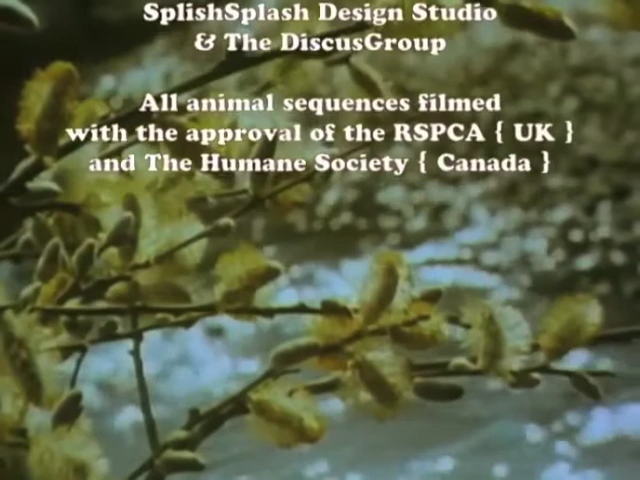 SplishSplash Design Studio
& The DiscusGroup
All animal sequences filmed
with the approval of the RSPCA { UK }
and The Humane Society { Canada }